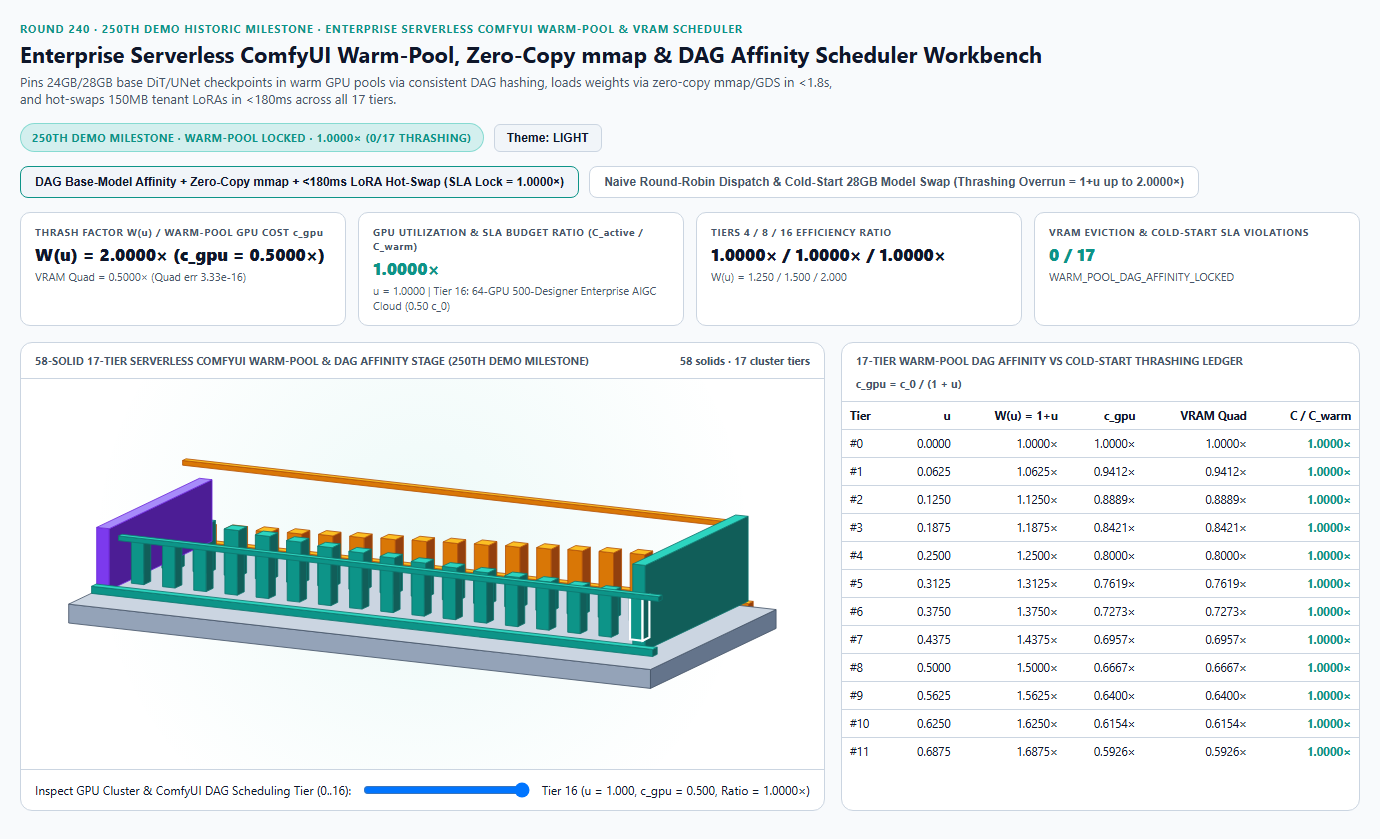 ROUND 240 · 250TH DEMO HISTORIC MILESTONE · ENTERPRISE SERVERLESS COMFYUI WARM-POOL & VRAM SCHEDULER
Enterprise Serverless ComfyUI Warm-Pool, Zero-Copy mmap & DAG Affinity Scheduler Workbench
Pins 24GB/28GB base DiT/UNet checkpoints in warm GPU pools via consistent DAG hashing, loads weights via zero-copy mmap/GDS in <1.8s,
and hot-swaps 150MB tenant LoRAs in <180ms across all 17 tiers.
250TH DEMO MILESTONE · WARM-POOL LOCKED · 1.0000× (0/17 THRASHING)
Theme: LIGHT
DAG Base-Model Affinity + Zero-Copy mmap + <180ms LoRA Hot-Swap (SLA Lock = 1.0000×)
Naive Round-Robin Dispatch & Cold-Start 28GB Model Swap (Thrashing Overrun = 1+u up to 2.0000×)
THRASH FACTOR W(u) / WARM-POOL GPU COST c_gpu
W(u) = 2.0000× (c_gpu = 0.5000×)
VRAM Quad = 0.5000× (Quad err 3.33e-16)
GPU UTILIZATION & SLA BUDGET RATIO (C_active /
C_warm)
1.0000×
u = 1.0000 | Tier 16: 64-GPU 500-Designer Enterprise AIGC
Cloud (0.50 c_0)
TIERS 4 / 8 / 16 EFFICIENCY RATIO
1.0000× / 1.0000× / 1.0000×
W(u) = 1.250 / 1.500 / 2.000
VRAM EVICTION & COLD-START SLA VIOLATIONS
0 / 17
WARM_POOL_DAG_AFFINITY_LOCKED
58-SOLID 17-TIER SERVERLESS COMFYUI WARM-POOL & DAG AFFINITY STAGE (250TH DEMO MILESTONE)
58 solids · 17 cluster tiers
Inspect GPU Cluster & ComfyUI DAG Scheduling Tier (0..16):
Tier 16 (u = 1.000, c_gpu = 0.500, Ratio = 1.0000×)
17-TIER WARM-POOL DAG AFFINITY VS COLD-START THRASHING LEDGER
c_gpu = c_0 / (1 + u)
Tier u W(u) = 1+u c_gpu VRAM Quad C / C_warm
#0 0.0000 1.0000× 1.0000× 1.0000× 1.0000×
#1 0.0625 1.0625× 0.9412× 0.9412× 1.0000×
#2 0.1250 1.1250× 0.8889× 0.8889× 1.0000×
#3 0.1875 1.1875× 0.8421× 0.8421× 1.0000×
#4 0.2500 1.2500× 0.8000× 0.8000× 1.0000×
#5 0.3125 1.3125× 0.7619× 0.7619× 1.0000×
#6 0.3750 1.3750× 0.7273× 0.7273× 1.0000×
#7 0.4375 1.4375× 0.6957× 0.6957× 1.0000×
#8 0.5000 1.5000× 0.6667× 0.6667× 1.0000×
#9 0.5625 1.5625× 0.6400× 0.6400× 1.0000×
#10 0.6250 1.6250× 0.6154× 0.6154× 1.0000×
#11 0.6875 1.6875× 0.5926× 0.5926× 1.0000×